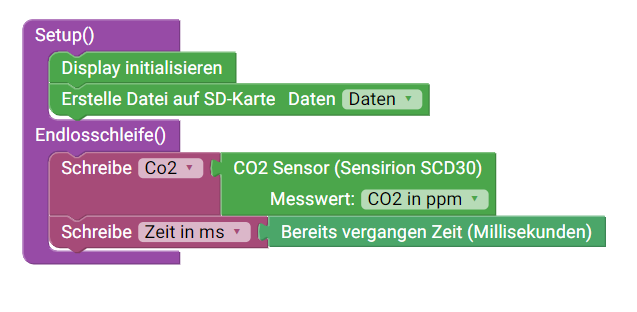 Setup()
Display initialisieren
Erstelle Datei auf SD-Karte Daten Daten
Endlosschleife()
Schreibe Co2 CO2 Sensor (Sensirion SCD30)
Messwert: CO2 in ppm
Schreibe Zeit in ms Bereits vergangen Zeit (Millisekunden)